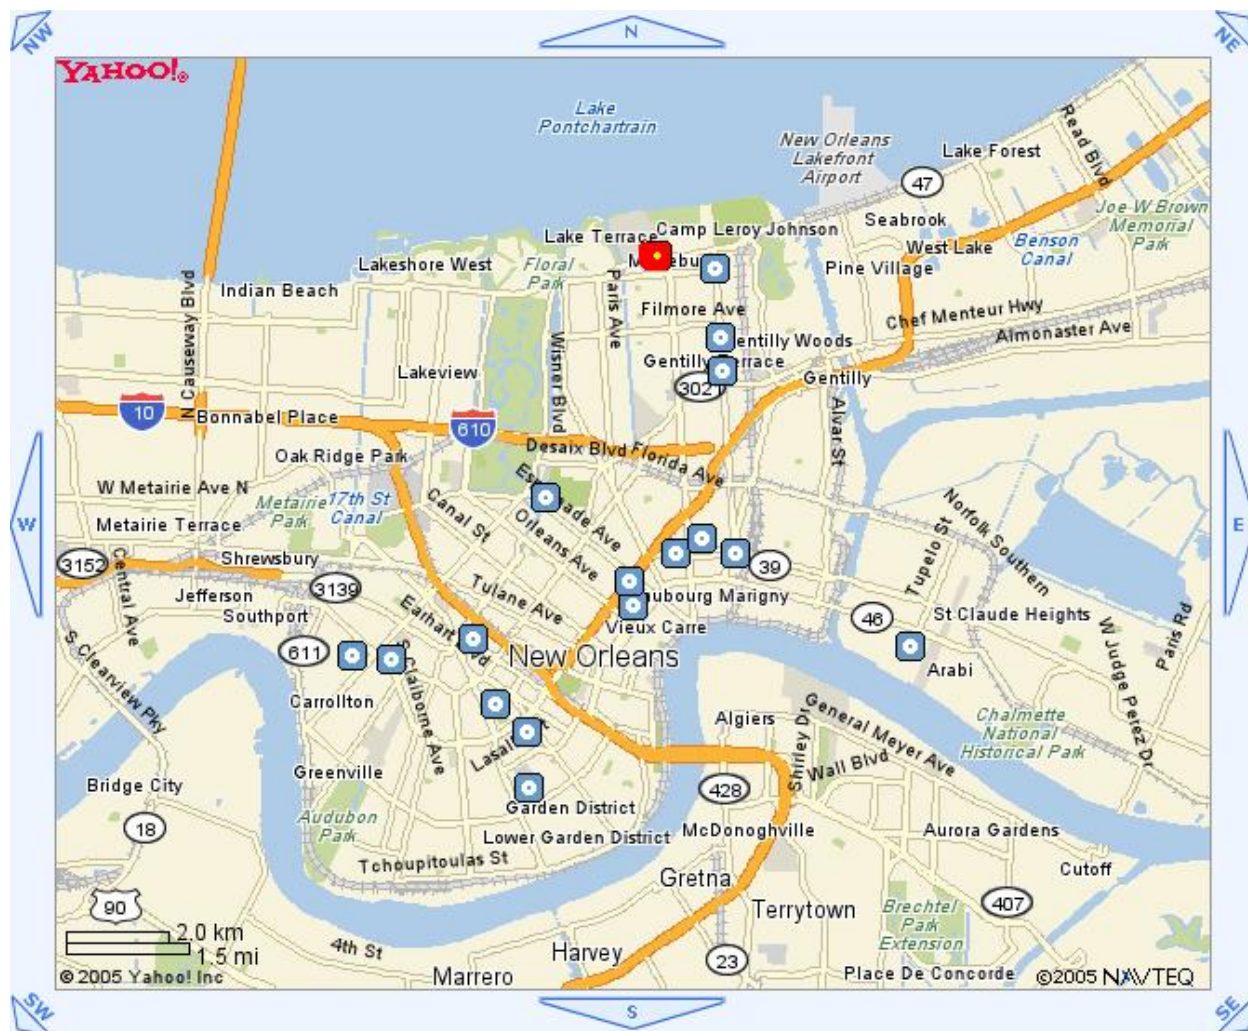 N
NW
NE
YAHOO!®
Lake
Pontchartrain
New Orleans
Lakefront
Airport
Lake Forest
Read Blvd
47
Joe W Brown
Memorial
Park
Seabrook
Camp Leroy Johnson
Lake Terrace
West Lake
Benson
Canal
Lakeshore West
Floral
Park
Pine Village
Indian Beach
N Causeway Blvd
Paris Ave
Filmore Ave
Chef Menteur Hwy
Almonaster Ave
Wisner Blvd
Gentilly Terrace
Lakeview
3021
Gentilly
10
Bonnabel Place
610
Alvar St
Desaix Blvd
Florida Ave
Oak Ridge Park
W Metairie Ave N
Metairie
Park
17th St
Canal
Canal St
Orleans Ave
Norfolk Southern
W
E
Metairie Terrace
Tupelo St
3152
Central Ave
Shrewsbury
3139
39
Jefferson
Southport
Tulane Ave
Earhart Blvd
St Claude Heights
46
Vieux Carre
New Orleans
611
S Claiborne Ave
Arabi
Paris Rd
W Judge Perez Dr
S Clearview Pky
Carrollton
Algiers
Shirley Dr
General Meyer Ave
Chalmette
National
Historical Park
Wall Blvd
Greenville
Bridge City
428
Audubon
Park
Garden District
18
Lower Garden District
McDonoghville
Aurora Gardens
Tchoupitoulas St
Cutoff
Gretna
90
Terrytown
Brechtel
Park
Extension
407
2.0 km
1.5 mi
4th St
Harvey
23
© 2005 Yahoo! Inc
Marrero
Place De Concorde
©2005 NAVTEQ
SW
S
SE